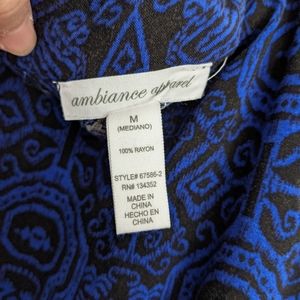 ambiance apparel
M
(MEDIANO)
100% RAYON
STYLE# 67586-2
RN# 134352
MADE IN
CHINA
HECHO EN
CHINA